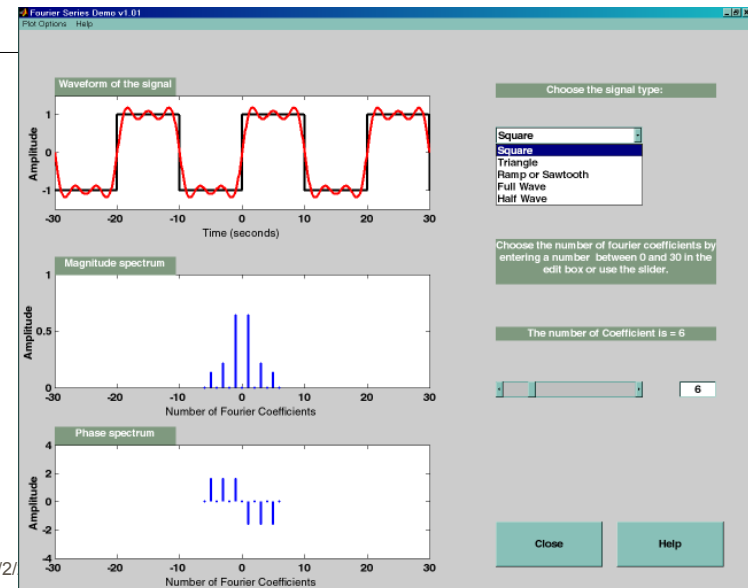 Fourier Series Demo v1.01
Plot Options Help
Waveform of the signal
1
0
-1
Amplitude
-30 -20 -10 0 10 20 30
Time (seconds)
Magnitude spectrum
1
0.5
0
Amplitude
-30 -20 -10 0 10 20 30
Number of Fourier Coefficients
Phase spectrum
4
2
0
-2
-4
Amplitude
-30 -20 -10 0 10 20 30
Number of Fourier Coefficients
Choose the signal type:
Square
Square
Triangle
Ramp or Sawtooth
Full Wave
Half Wave
Choose the number of fourier coefficients by
entering a number between 0 and 30 in the
edit box or use the slider.
The number of Coefficient is = 6
6
Close Help
/2/